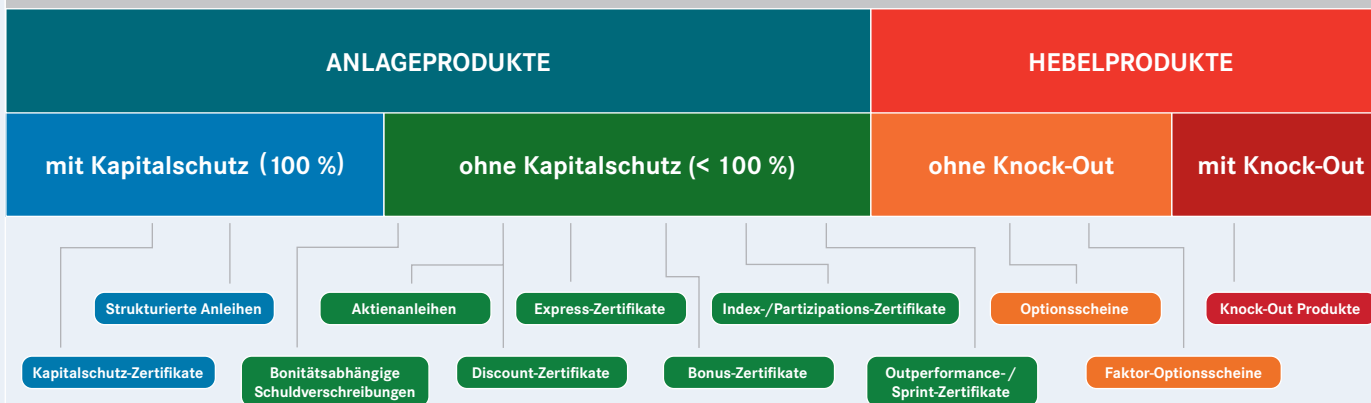 ANLAGEPRODUKTE
HEBELPRODUKTE
mit Kapitalschutz (100 %)
ohne Kapitalschutz (< 100 %)
ohne Knock-Out
mit Knock-Out
Strukturierte Anleihen
Aktienanleihen
Express-Zertifikate
Index-/Partizipations-Zertifikate
Optionsscheine
Knock-Out Produkte
Kapitalschutz-Zertifikate
Bonitätsabhängige
Schuldverschreibungen
Discount-Zertifikate
Bonus-Zertifikate
Outperformance-/
Sprint-Zertifikate
Faktor-Optionsscheine